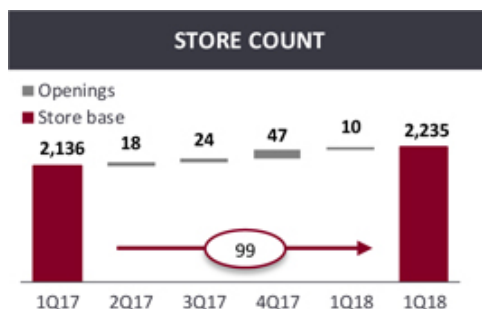 STORE COUNT
Openings
Store base
2,136 18 24 47 10 2,235
99
1Q17 2Q17 3Q17 4Q17 1Q18 1Q18